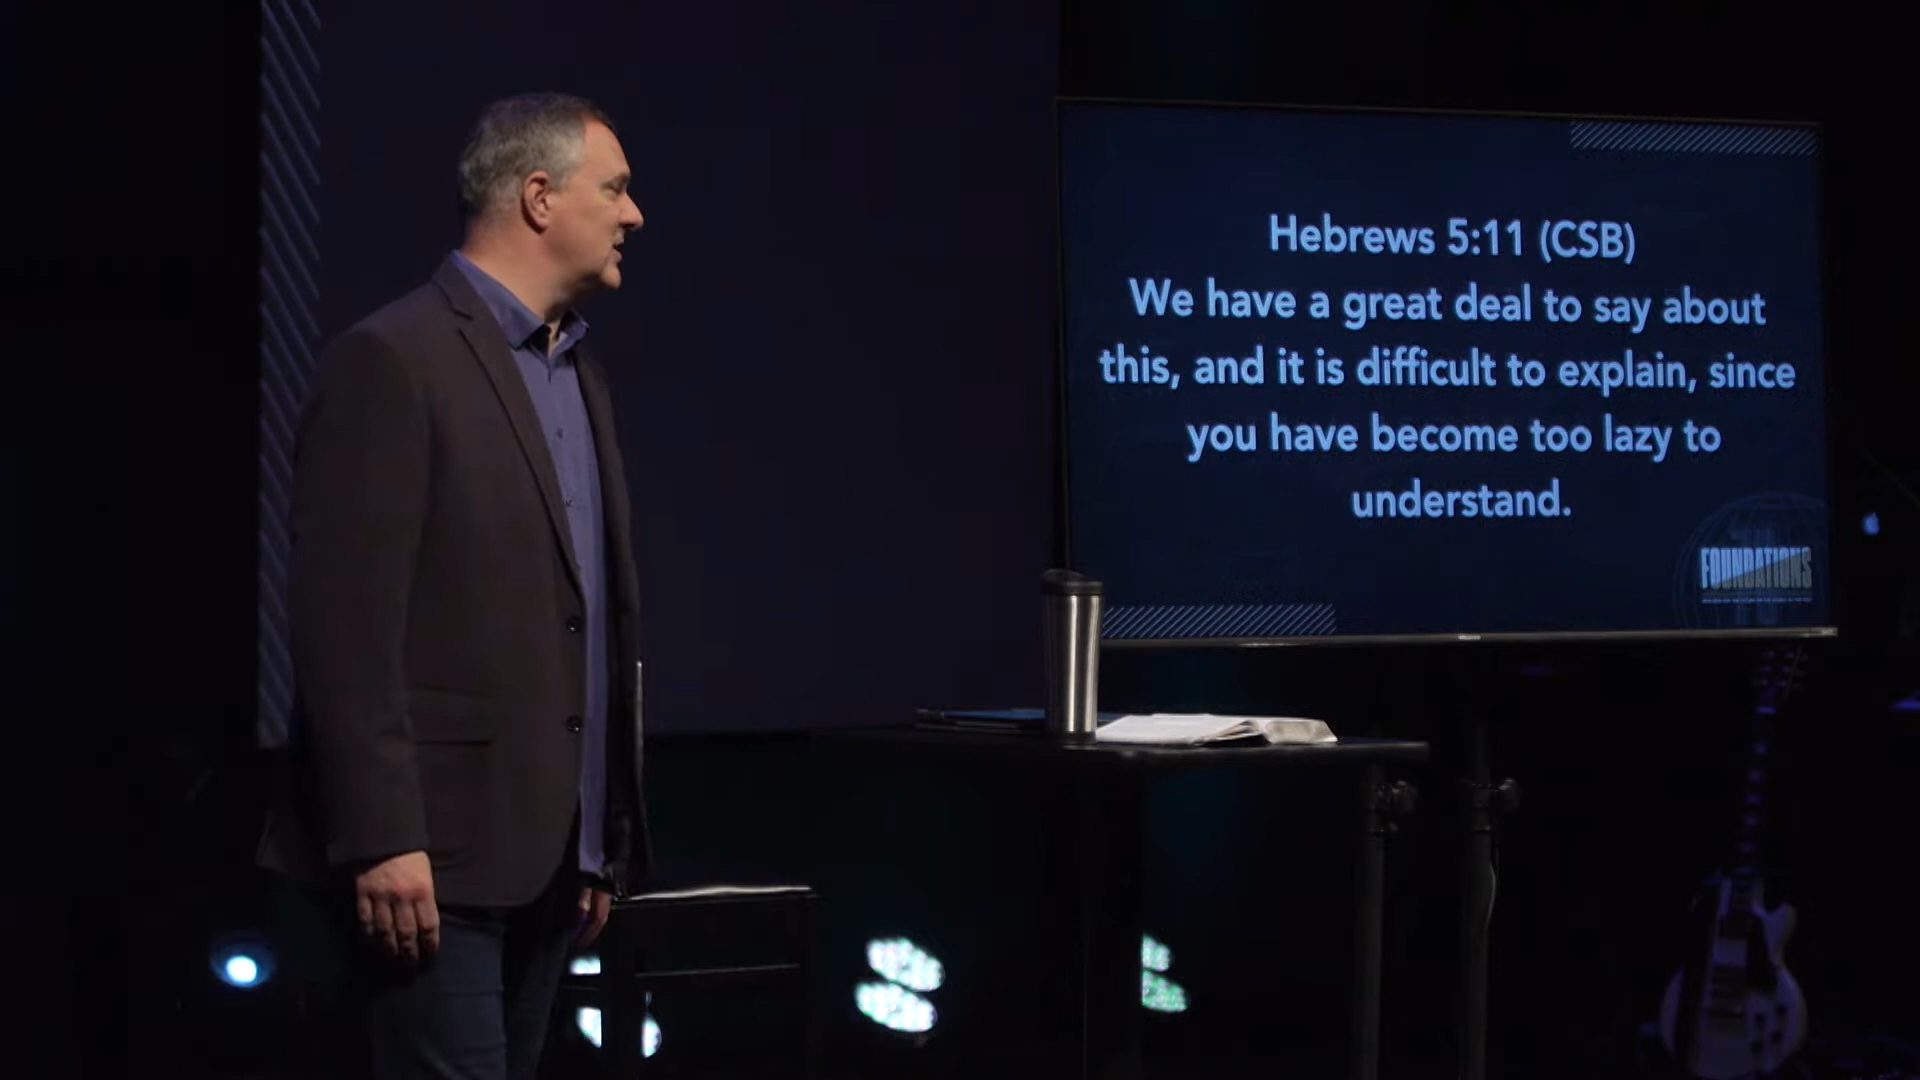 Hebrews 5:11 (CSB)
We have a great deal to say about
this, and it is difficult to explain, since
you have become too lazy to
understand.
FOUNDATIONS